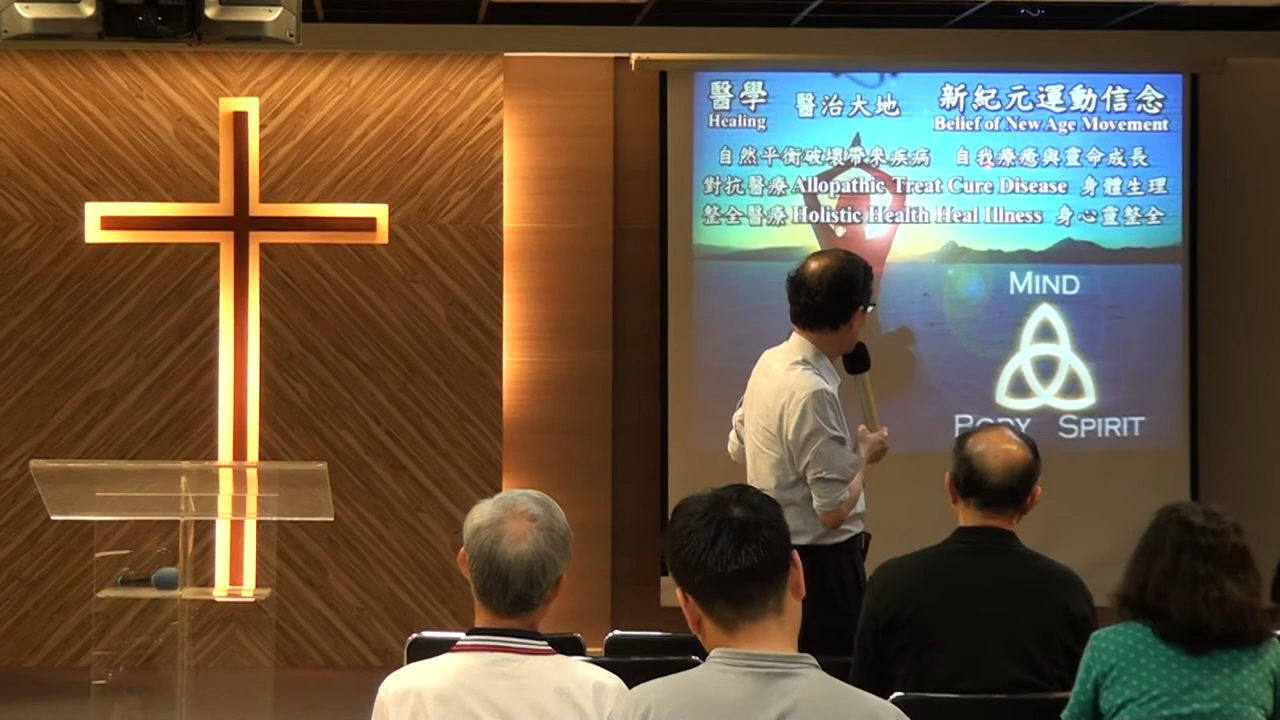 醫學 醫治大地 新紀元運動信念
Healing Belief of New Age Movement
自然平衡破壞帶來疾病 自我療癒與靈命成長
對抗醫療 Allopathic Treat Cure Disease 身體生理
整全醫療 Holistic Health Heal Illness 身心靈整全
MIND
BODY SPIRIT